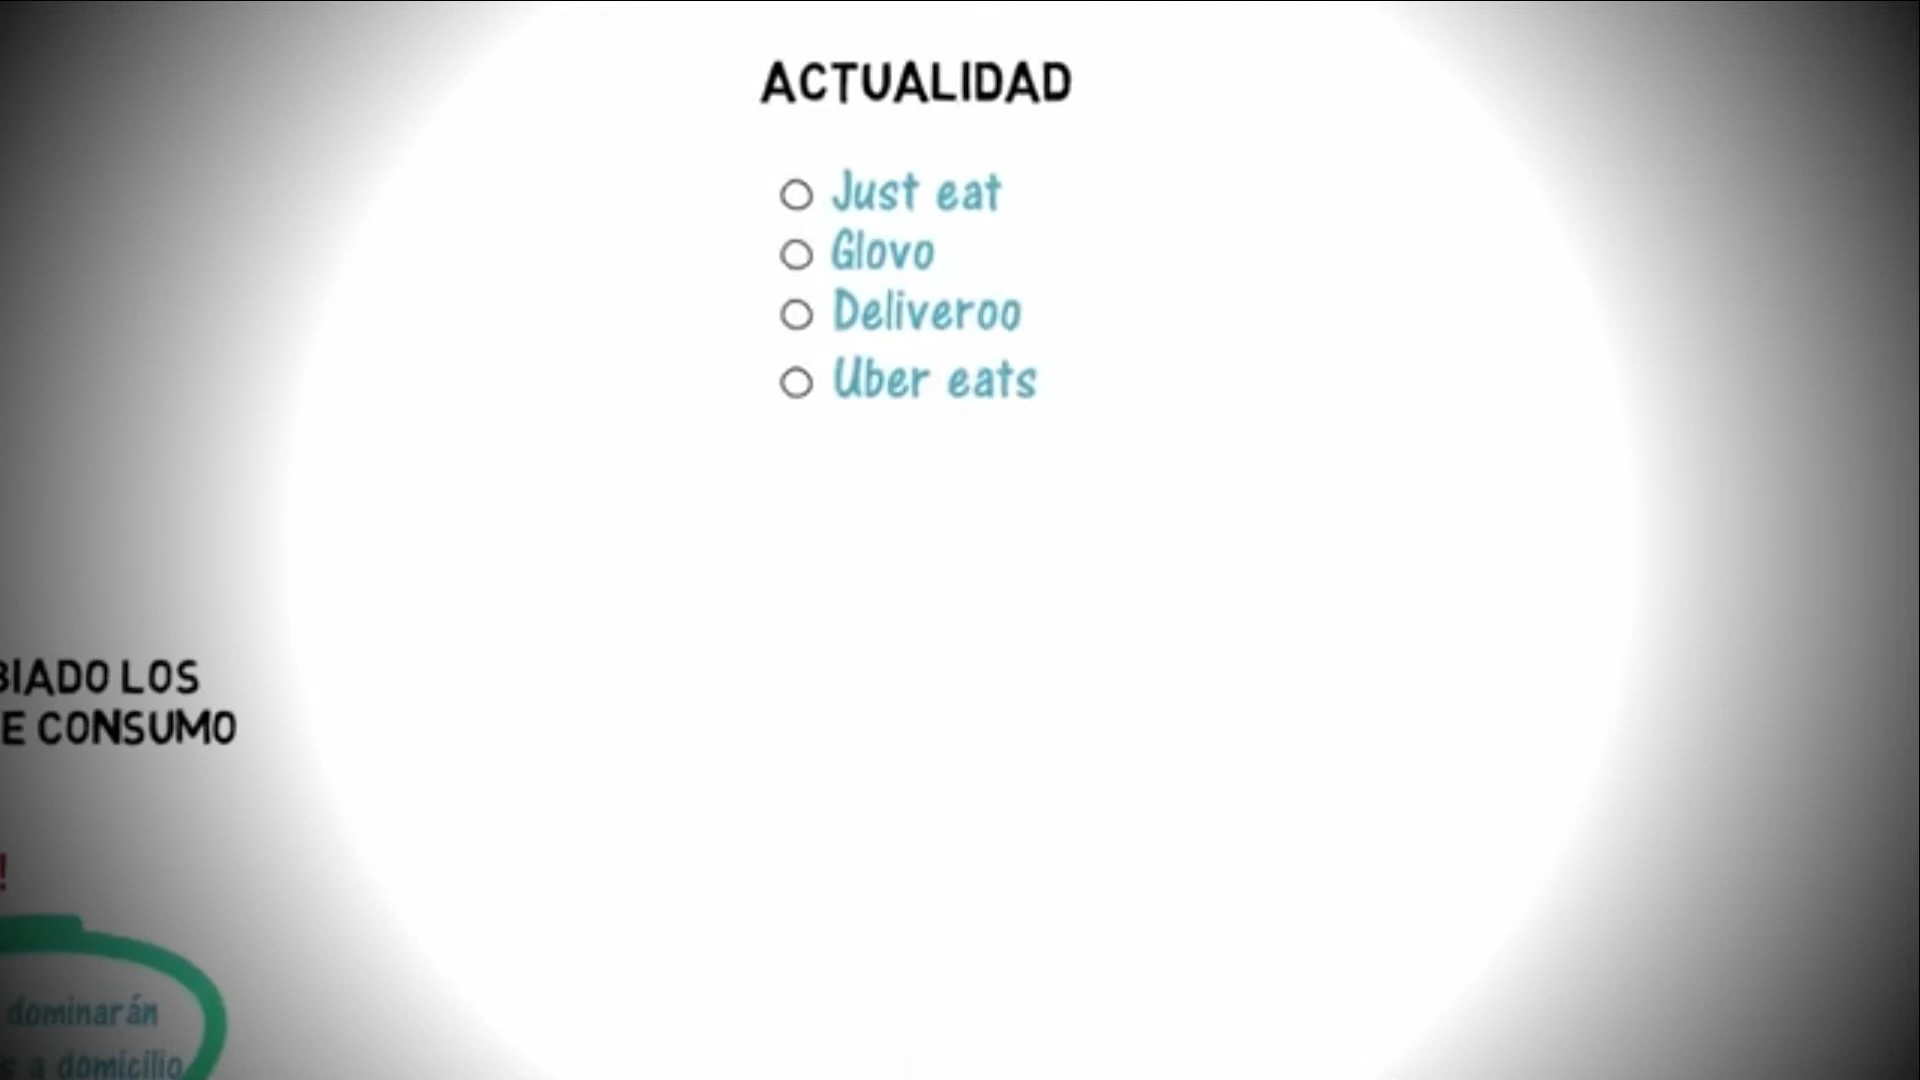 ACTUALIDAD
Just eat
Glovo
Deliveroo
Uber eats
BIADO LOS
E CONSUMO
!
dominarán
a domicilio